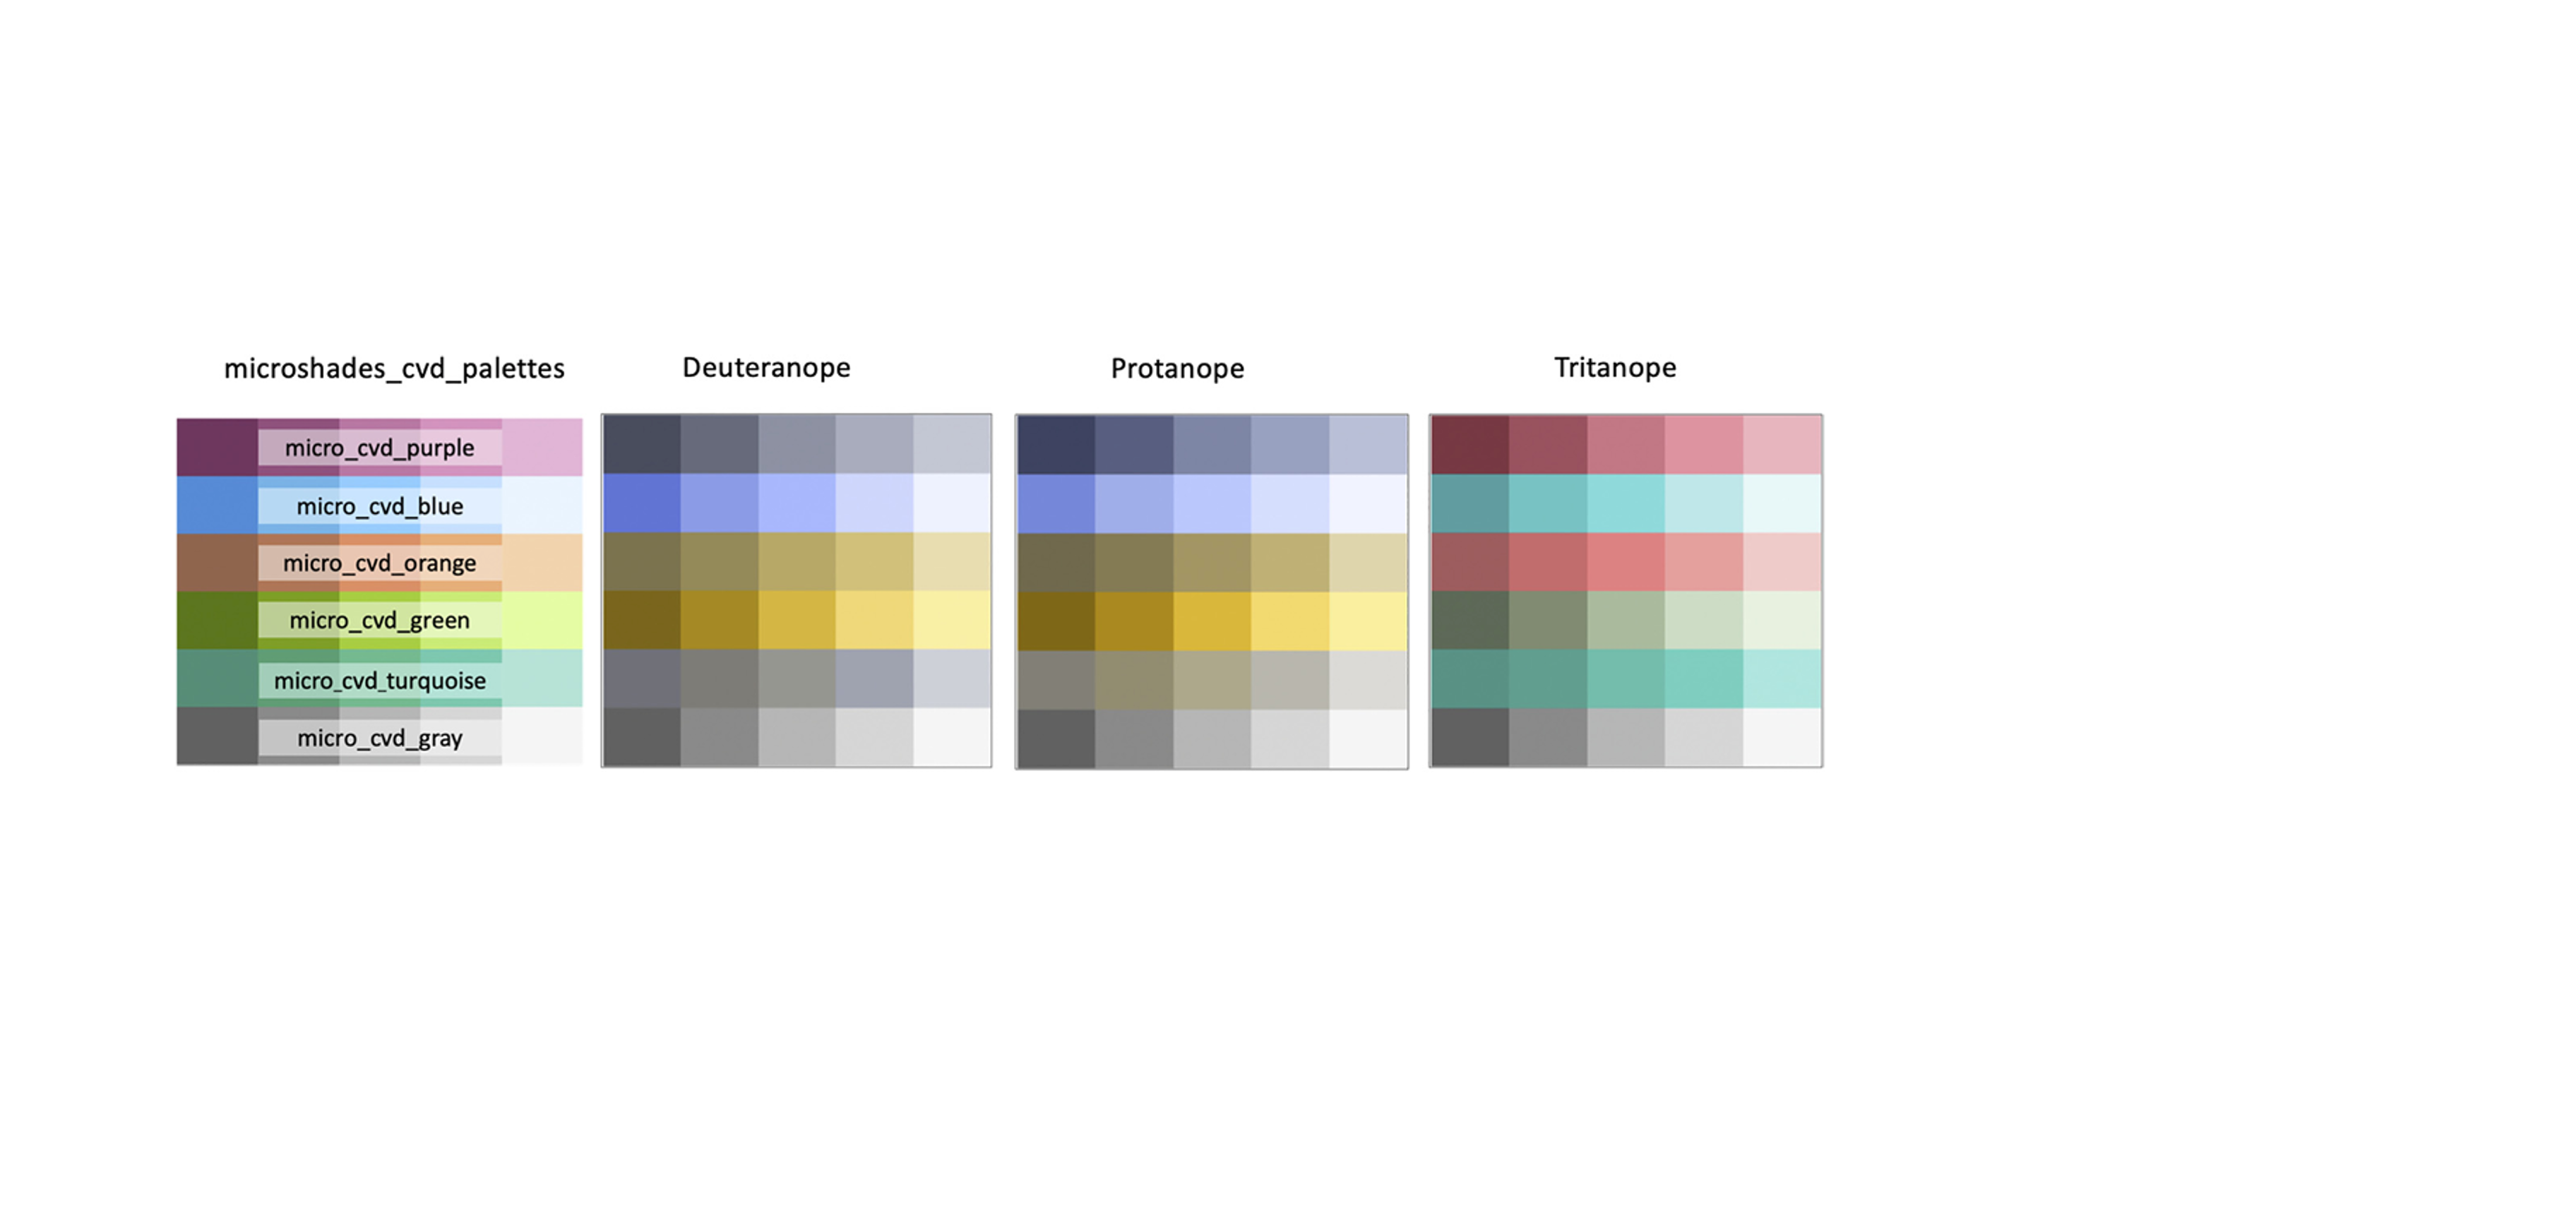 microshades_cvd_palettes
Deuteranope
Protanope
Tritanope
micro_cvd_purple
micro_cvd_blue
micro_cvd_orange
micro_cvd_green
micro_cvd_turquoise
micro_cvd_gray